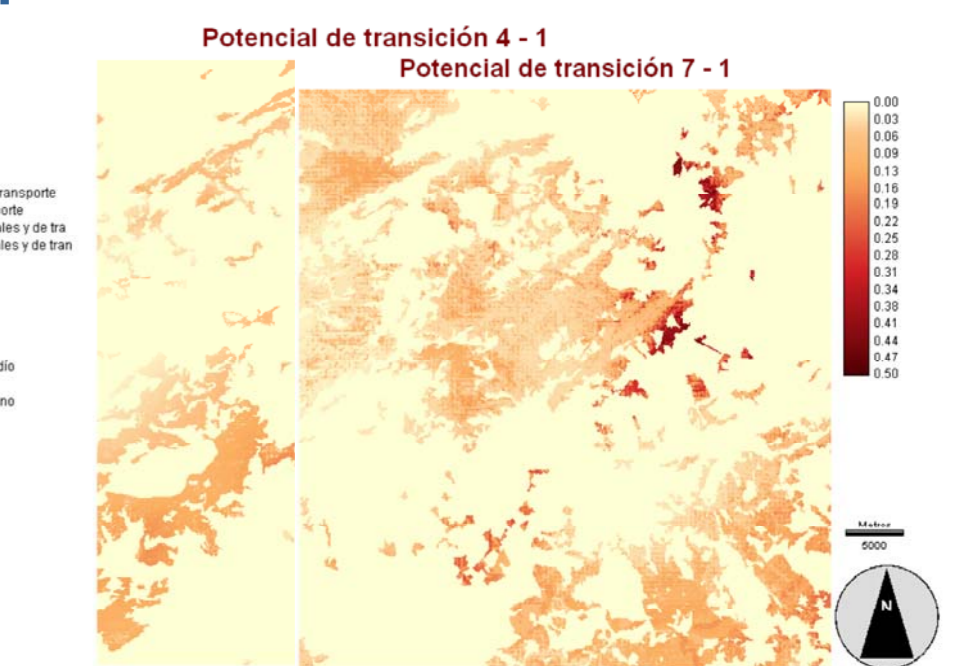 Potencial de transición 4 - 1
Potencial de transición 7 - 1
0.00
0.03
0.06
0.09
0.13
0.16
0.19
0.22
0.25
0.28
0.31
0.34
0.38
0.41
0.44
0.47
0.50
ransporte
orte
les y de tra
les y de tran
dío
no
Metros
5000
N